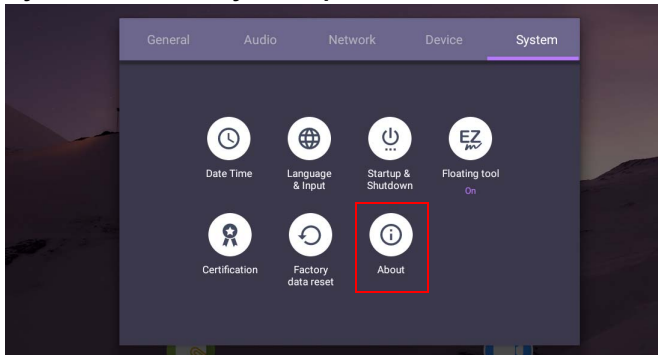 General Audio Network Device System
Date Time Language Startup & Floating tool
& Input Shutdown
On
Certification Factory About
data reset
EZ